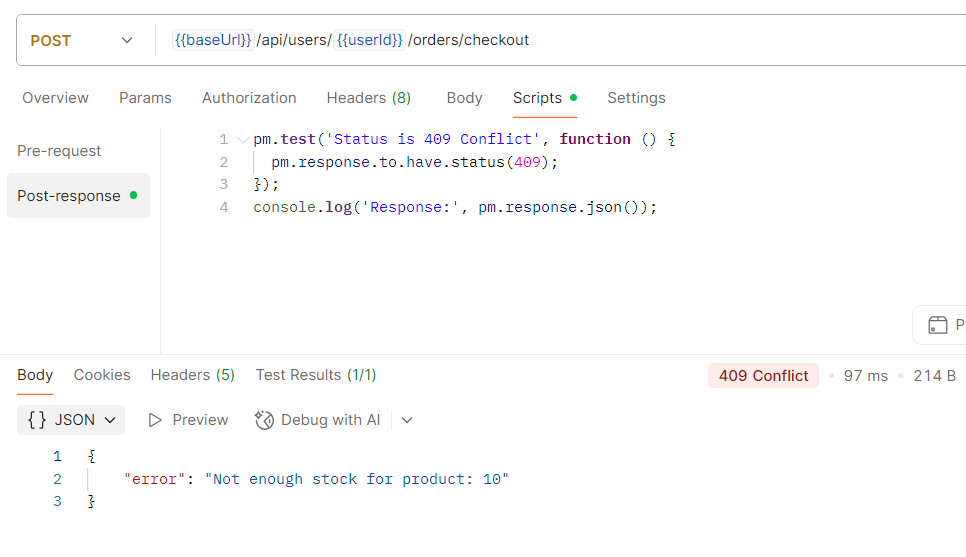 POST {{baseUrl}} /api/users/ {{userId}} /orders/checkout
Overview Params Authorization Headers (8) Body Scripts Settings
Pre-request
Post-response
1 pm.test('Status is 409 Conflict', function () {
2 pm.response.to.have.status(409);
3 });
4 console.log('Response:', pm.response.json());
P
Body Cookies Headers (5) Test Results (1/1) 409 Conflict 97 ms 214 B
{} JSON Preview Debug with AI
1 {
2 "error": "Not enough stock for product: 10"
3 }